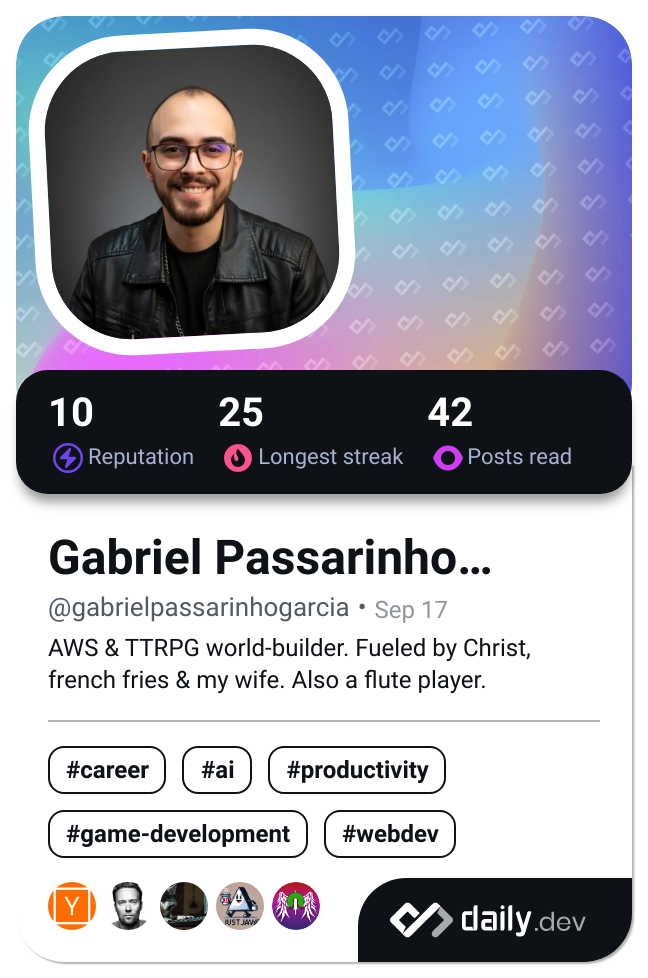 10 25 42
Reputation Longest streak Posts read
Gabriel Passarinho...
@gabrielpassarinhogarcia • Sep 17
AWS & TTRPG world-builder. Fueled by Christ,
french fries & my wife. Also a flute player.
#career #ai #productivity
#game-development #webdev
Y JUST JAVA daily.dev